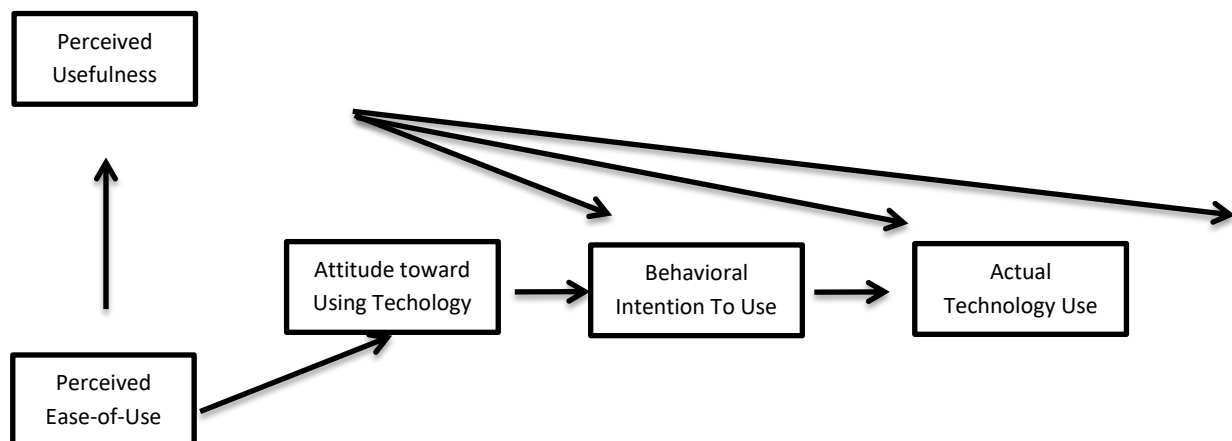 Perceived
Usefulness
Attitude toward
Using Techology
Behavioral
Intention To Use
Actual
Technology Use
Perceived
Ease-of-Use